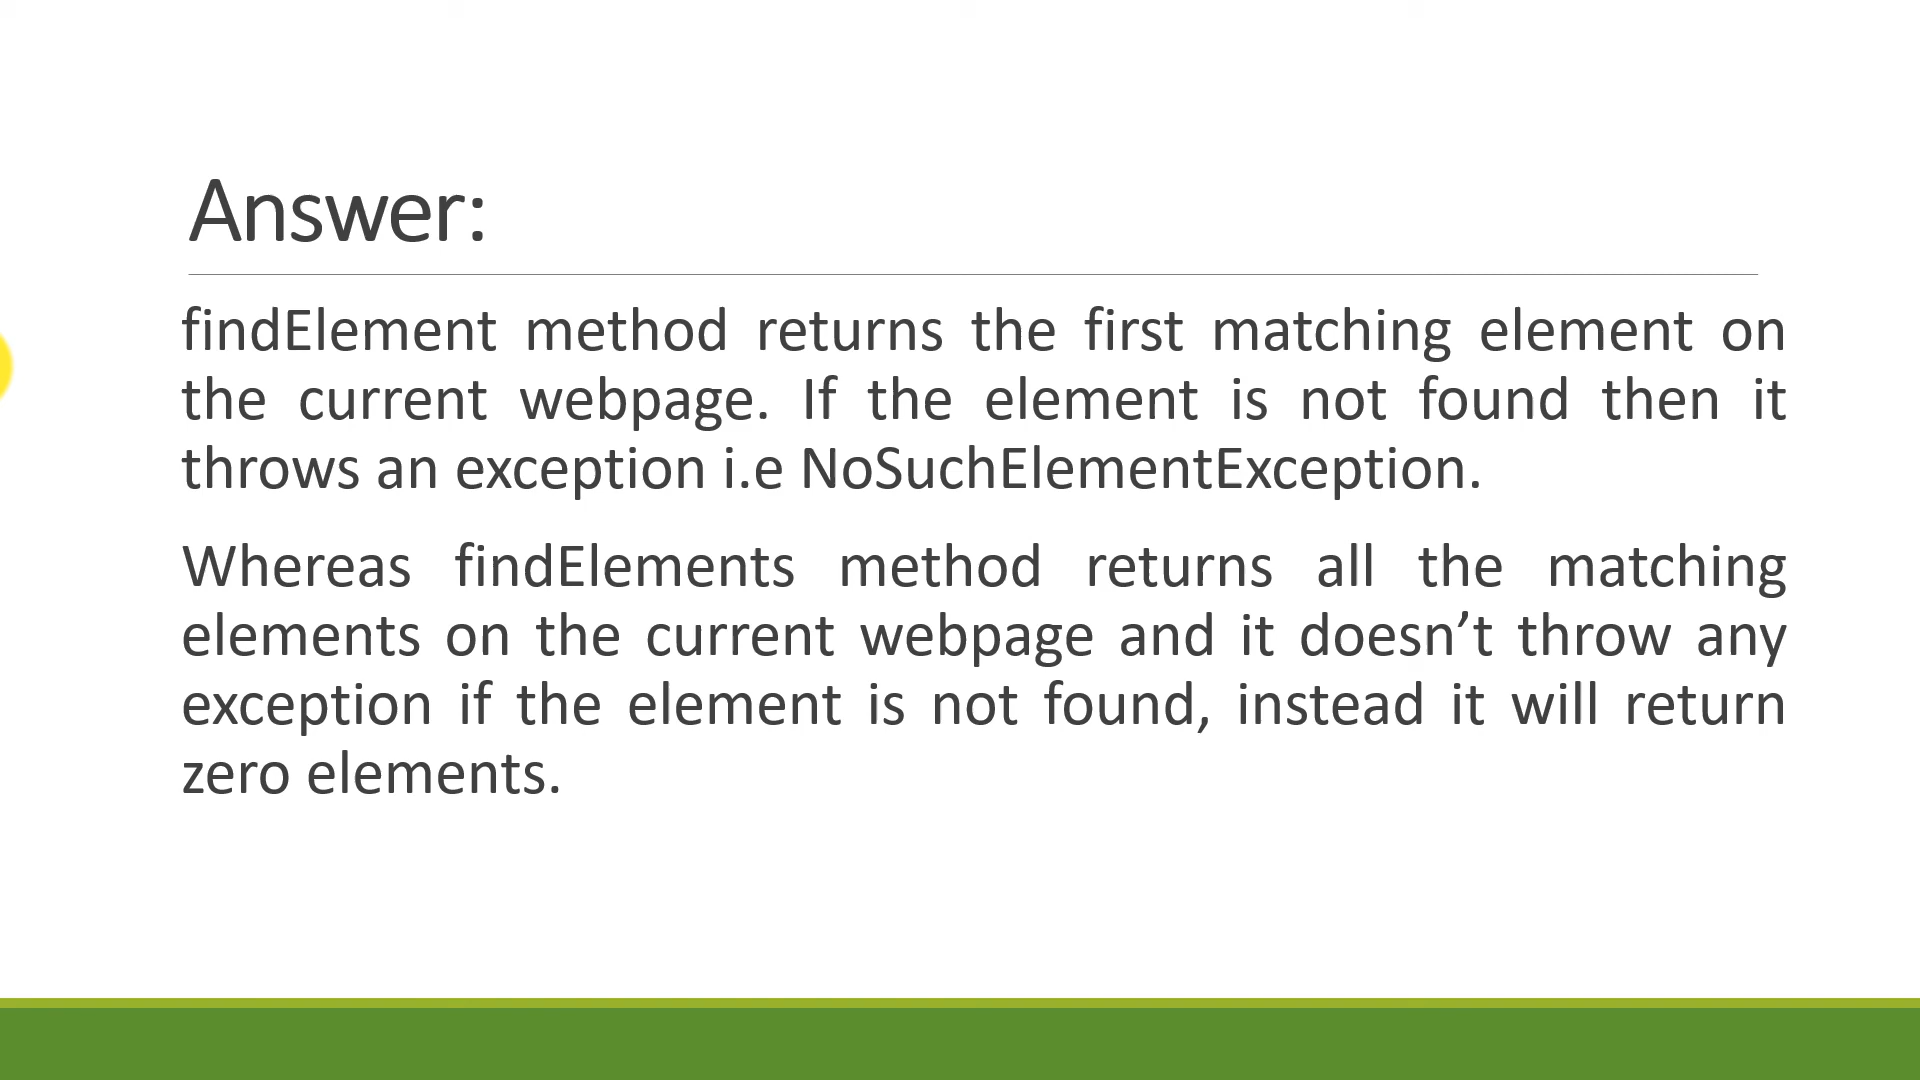 Answer:
findElement method returns the first matching element on
the current webpage. If the element is not found then it
throws an exception i.e NoSuchElementException.
Whereas findElements method returns all the matching
elements on the current webpage and it doesn’t throw any
exception if the element is not found, instead it will return
zero elements.